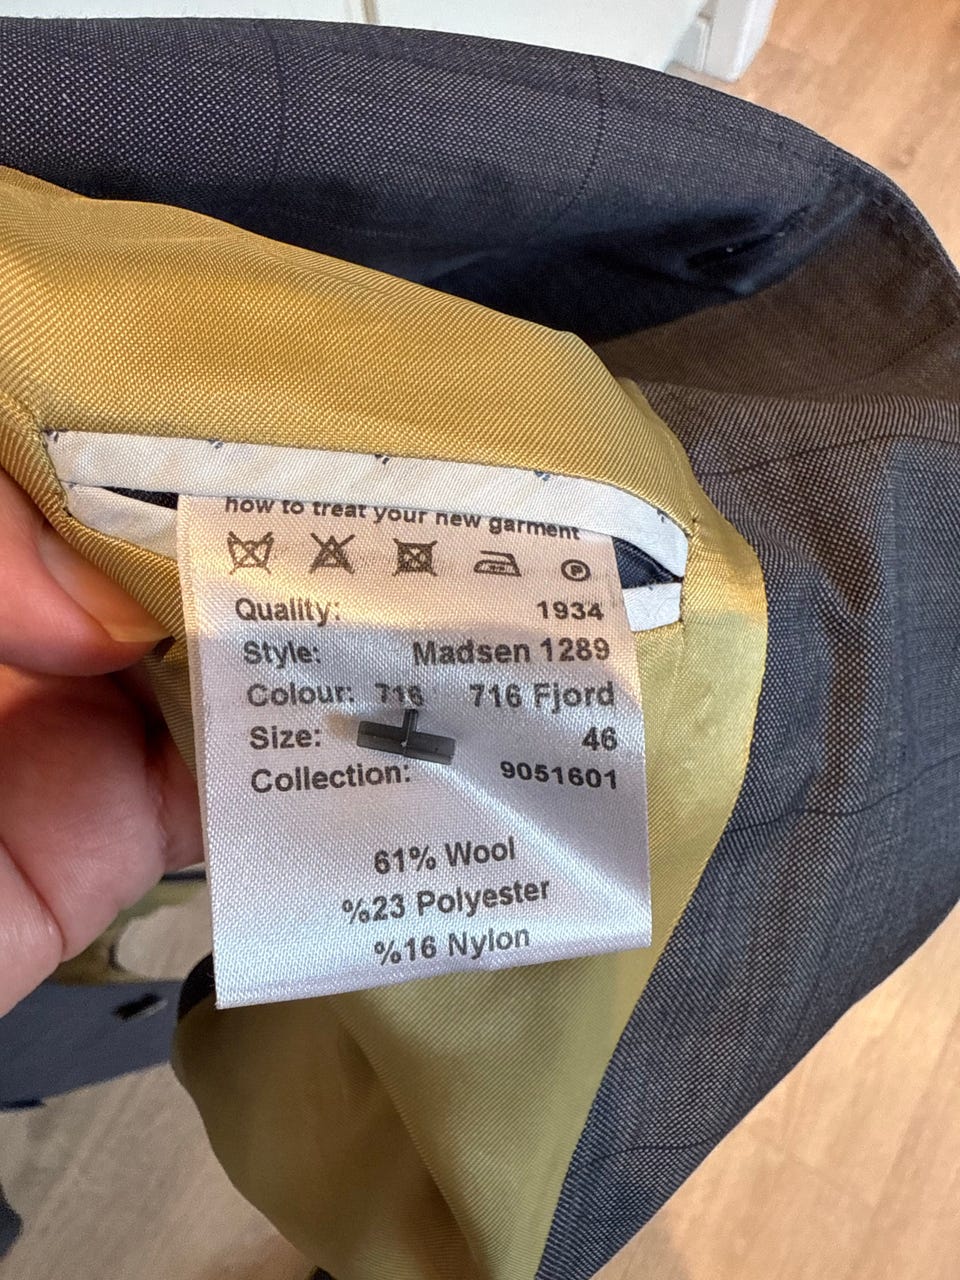 how to treat your new garment
P
Quality: 1934
Style: Madsen 1289
Colour: 716 716 Fjord
Size: 46
Collection: 9051601
61% Wool
%23 Polyester
%16 Nylon